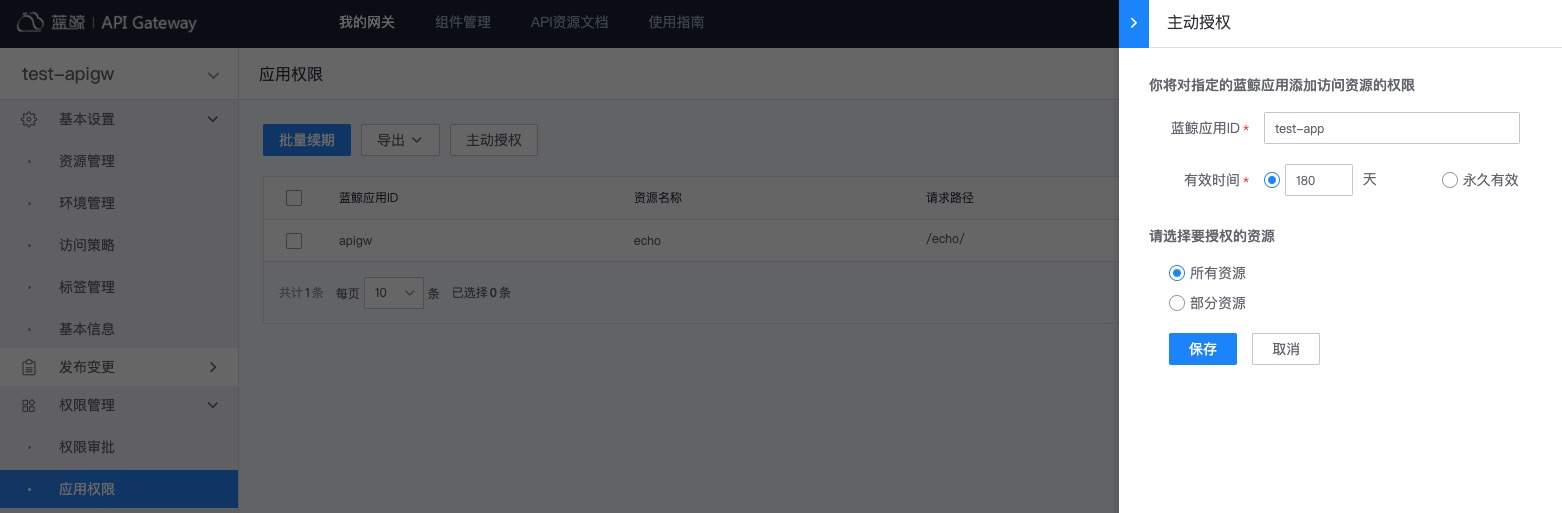 蓝鲸 | API Gateway
我的网关 组件管理 API资源文档 使用指南
主动授权
test-apigw
应用权限
基本设置
资源管理
环境管理
访问策略
标签管理
基本信息
发布变更
权限管理
权限审批
应用权限
批量续期 导出 主动授权
蓝鲸应用ID 资源名称 请求路径
apigw echo /echo/
共计1条 每页 10 条 已选择0条
你将对指定的蓝鲸应用添加访问资源的权限
蓝鲸应用ID * test-app
有效时间 * 180 天 永久有效
请选择要授权的资源
所有资源
部分资源
保存 取消